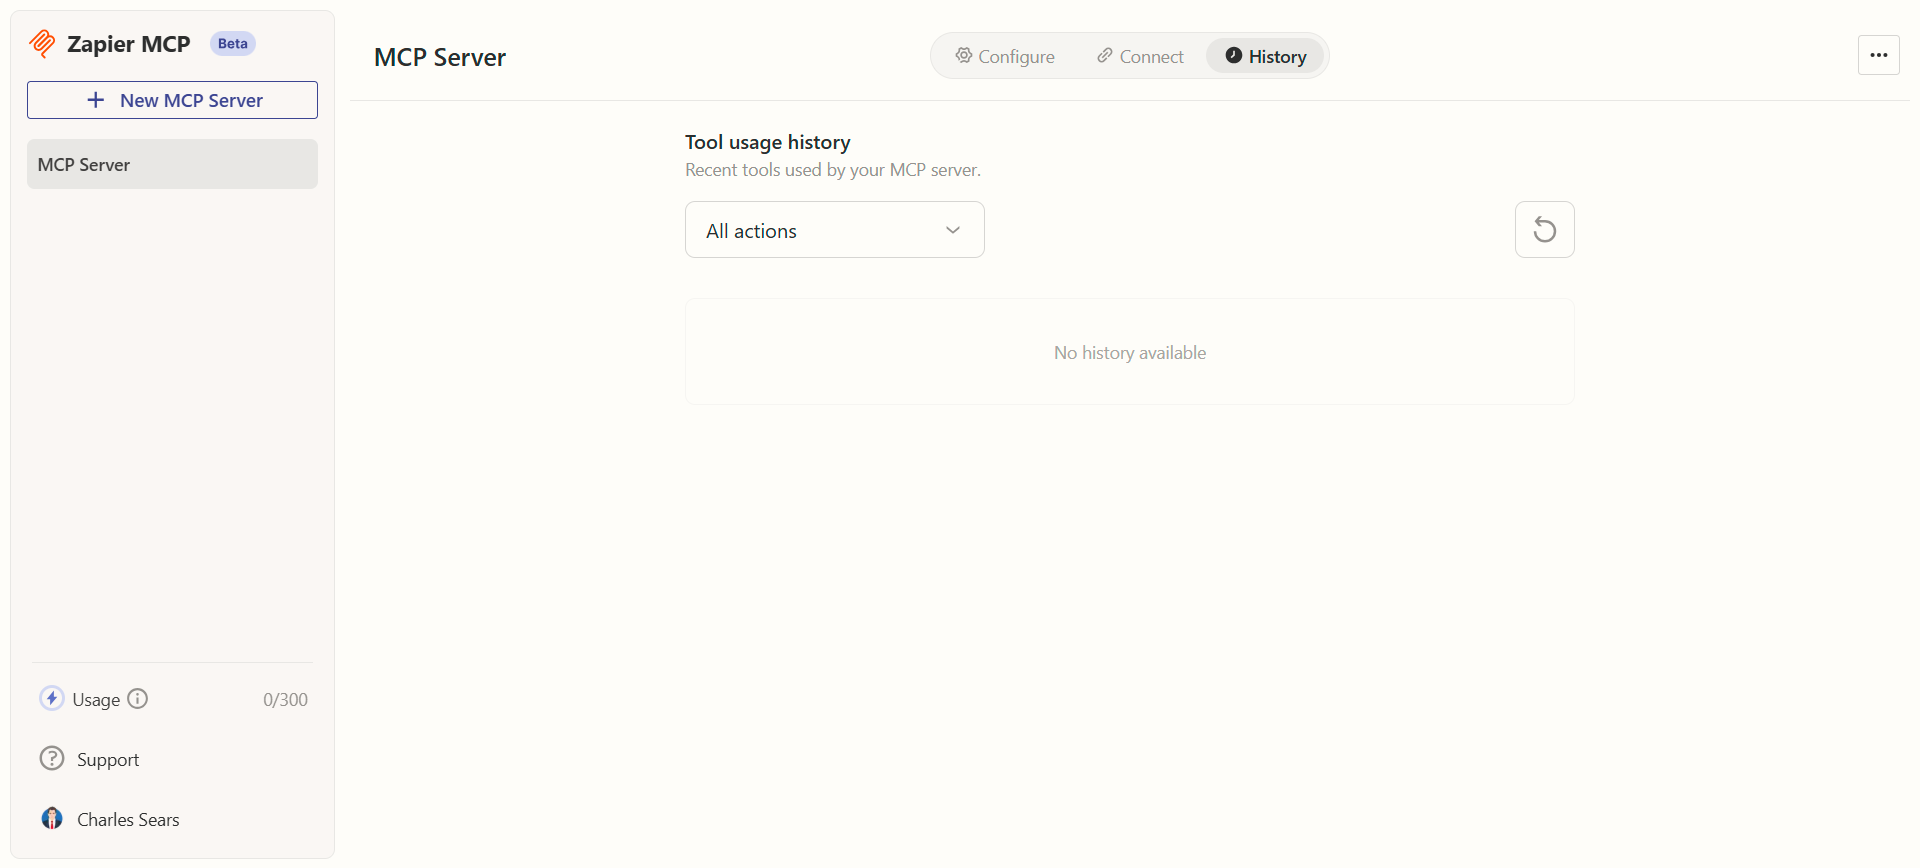 Zapier MCP
Beta
New MCP Server
MCP Server
Usage
0/300
Support
Charles Sears
MCP Server
Configure
Connect
History
Tool usage history
Recent tools used by your MCP server.
All actions
No history available